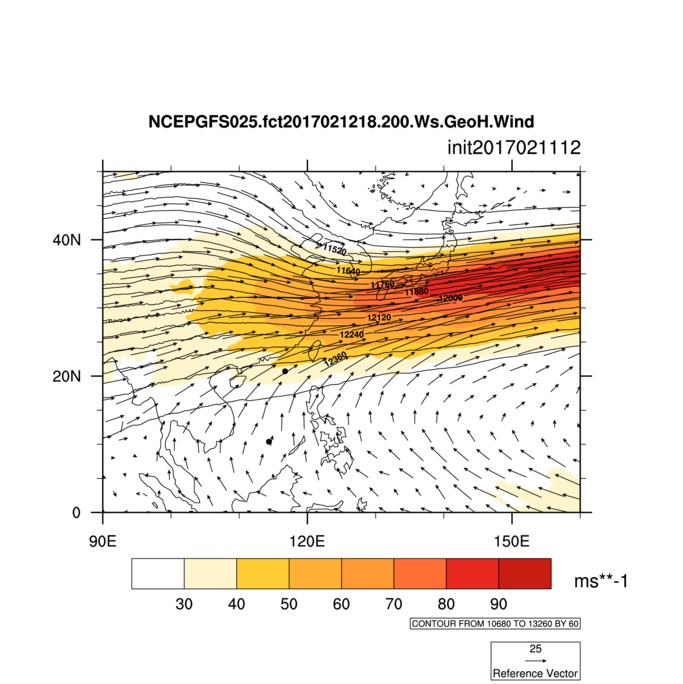 NCEPGFS025.fct2017021218.200.Ws.GeoH.Wind
init2017021112
40N
11520
11640
11760
11880
12000
12120
12240
12360
20N
0
90E 120E 150E
ms**-1
30 40 50 60 70 80 90
CONTOUR FROM 10680 TO 13260 BY 60
25
Reference Vector